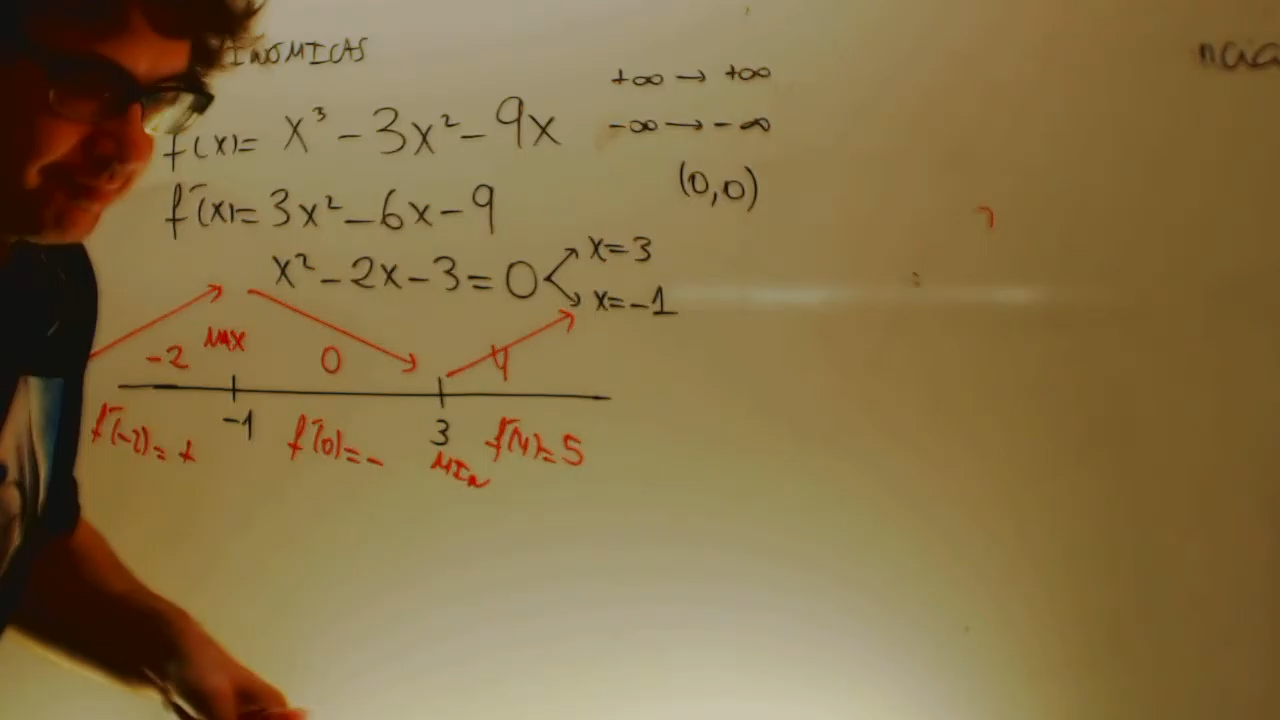 INOMICAS
f(x)= x³ - 3x² - 9x
+∞ → +∞
-∞ → -∞
(0,0)
f'(x)= 3x² - 6x - 9
x² - 2x - 3 = 0
x=3
x=-1
-2 MAX 0 4
-1 3
f'(-2)= + f'(0)= - MIN f'(4)= 5